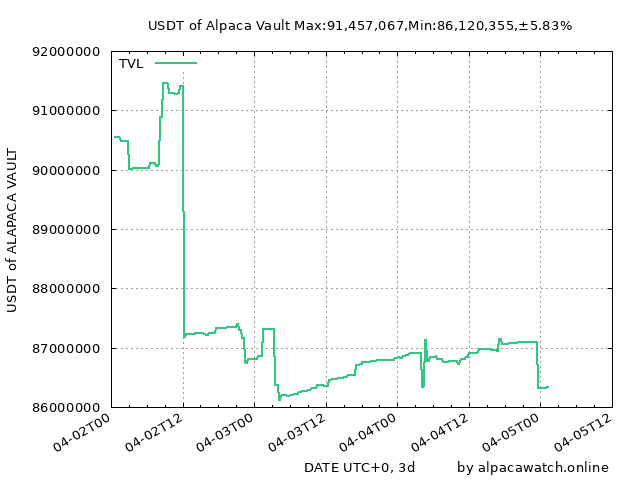 USDT of Alpaca Vault Max:91,457,067,Min:86,120,355,±5.83%
92000000
TVL
91000000
90000000
89000000
88000000
87000000
86000000
USDT of ALAPACA VAULT
04-02T00
04-02T12
04-03T00
04-03T12
04-04T00
04-04T12
04-05T00
04-05T12
DATE UTC+0, 3d
by alpacawatch.online